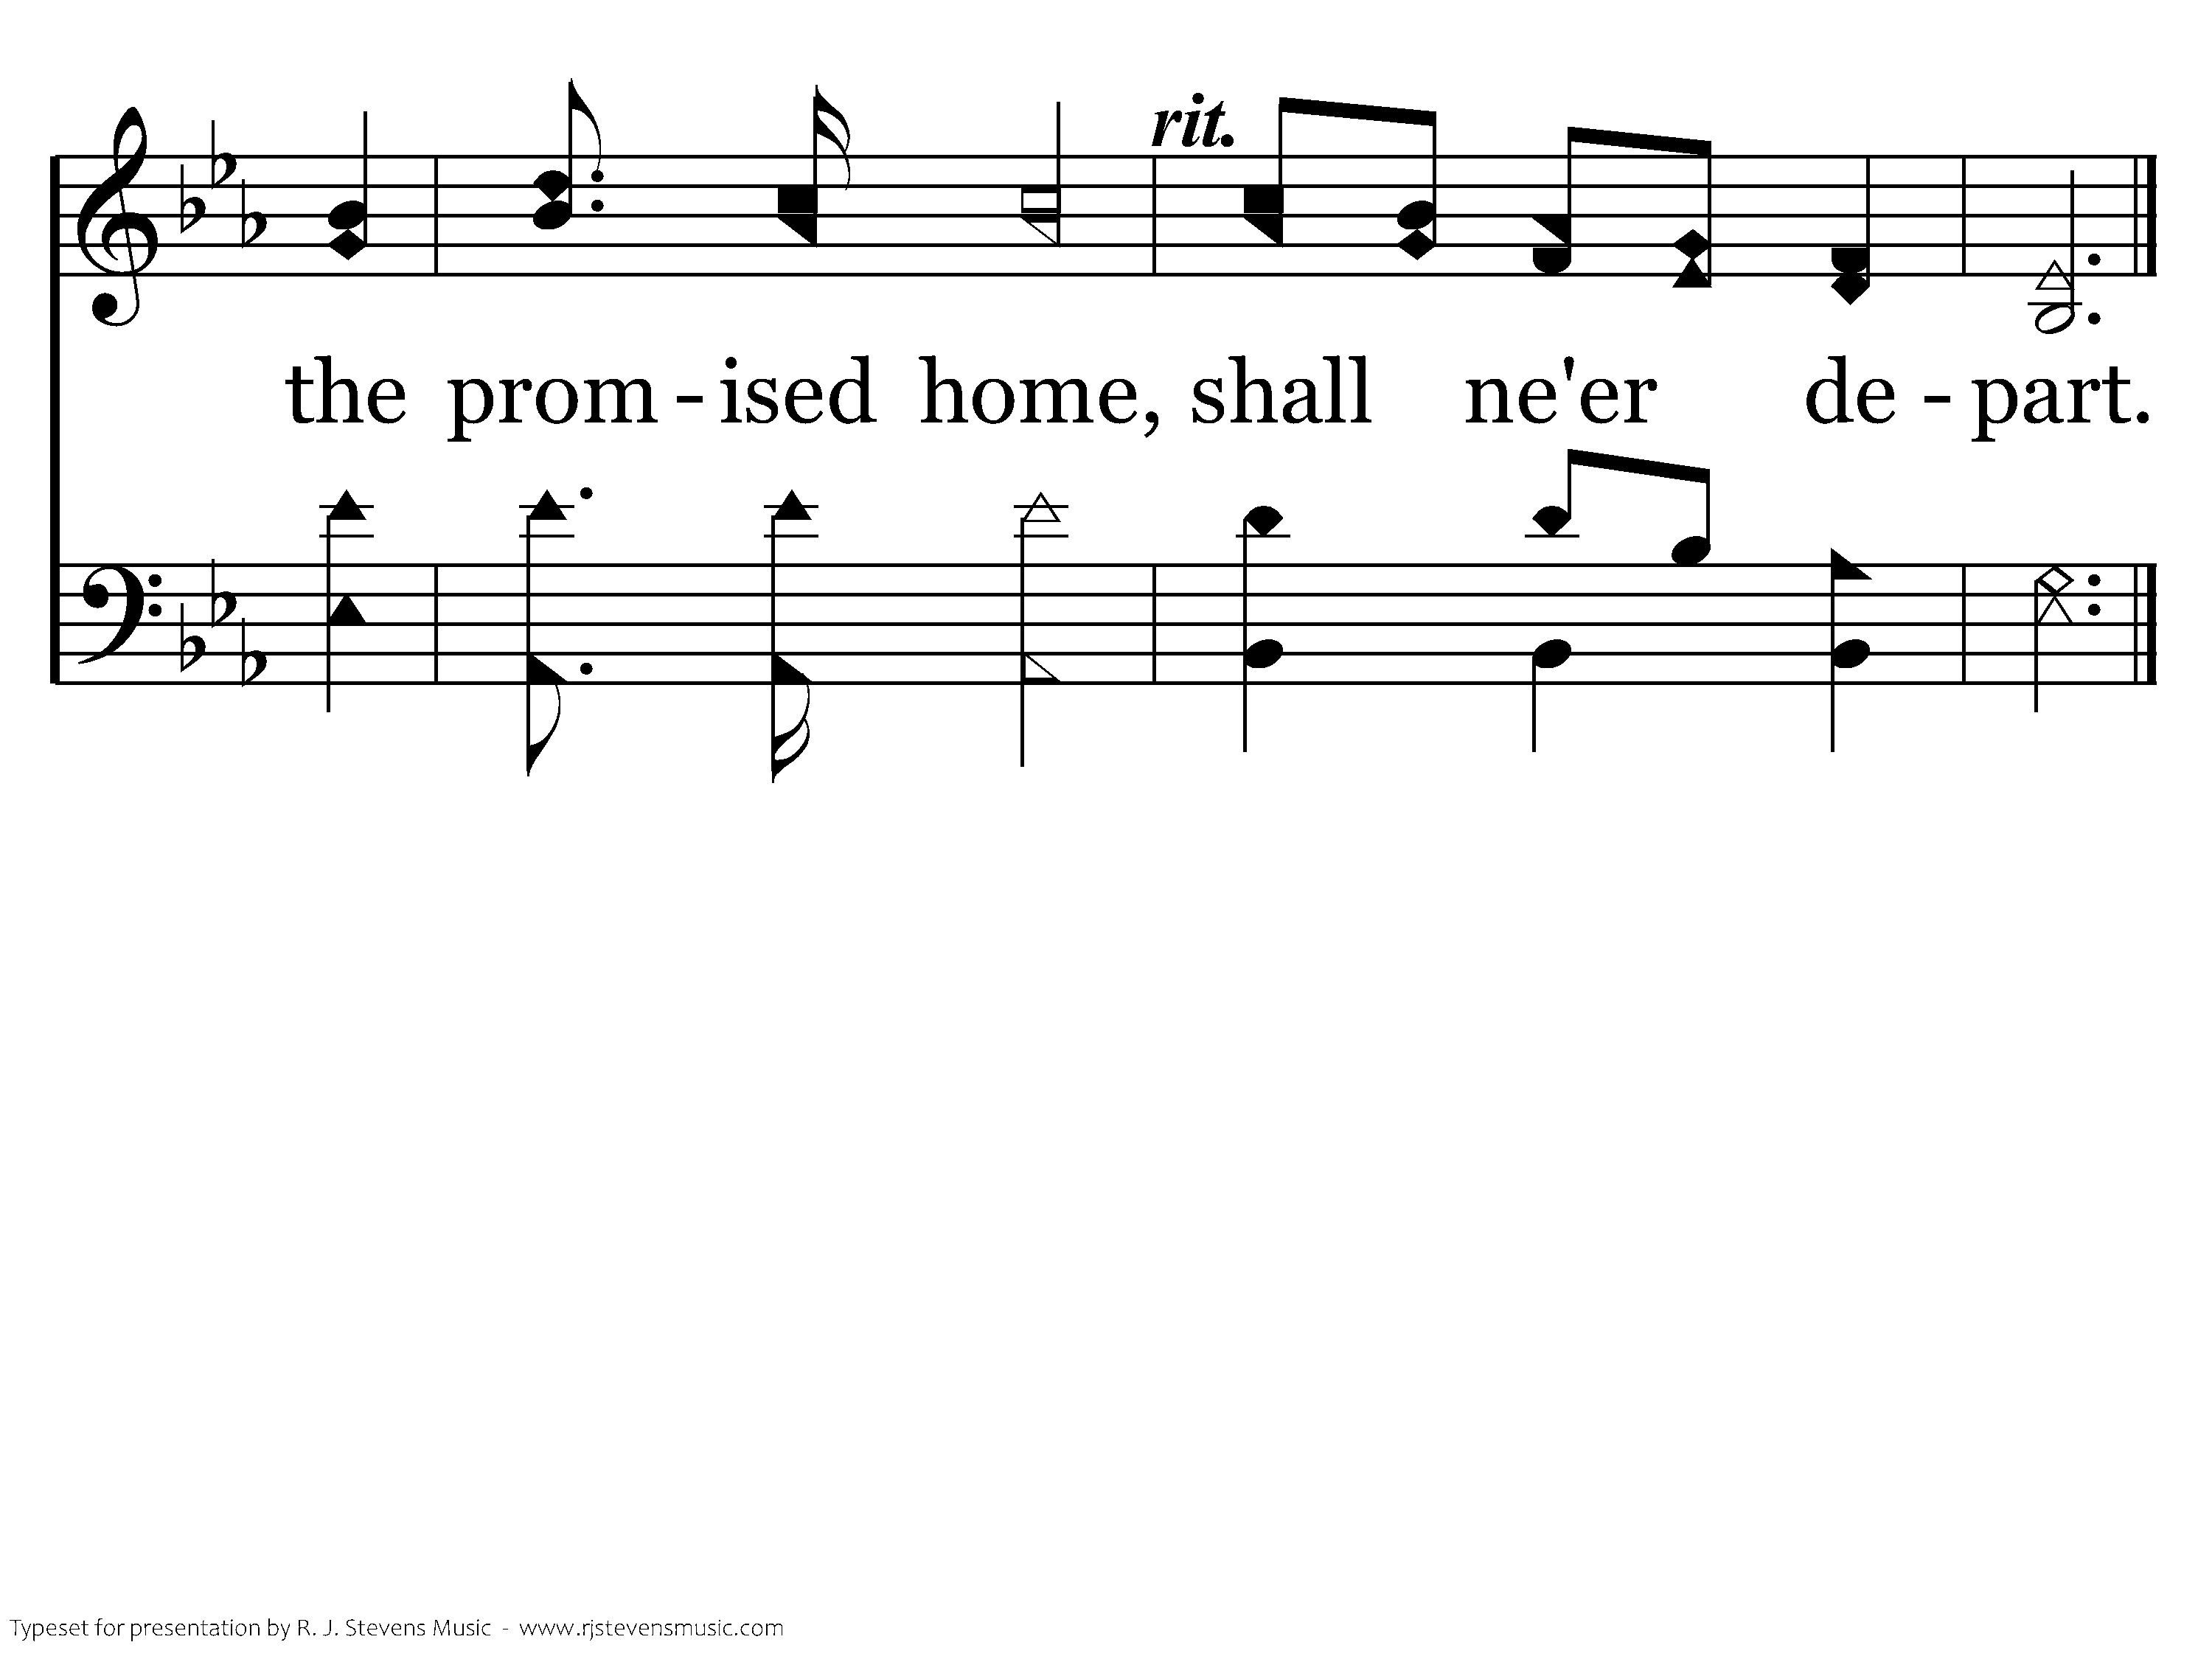 rit.
the prom - ised home, shall ne'er de - part.
Typeset for presentation by R. J. Stevens Music - www.rjstevensmusic.com